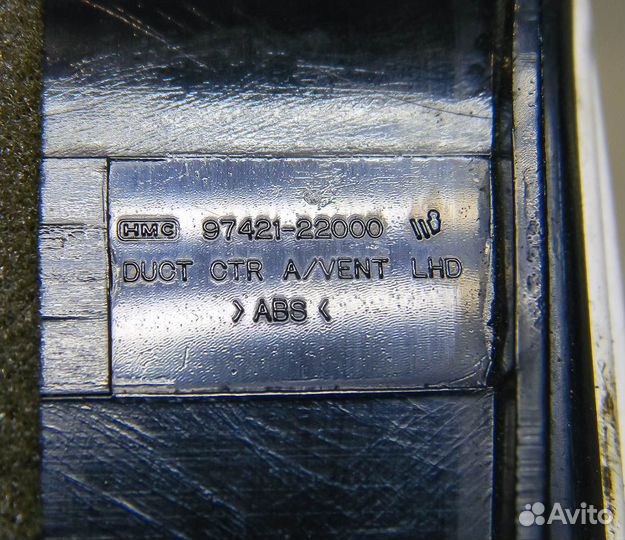 HMC 97421-22000
DUCT CTR A/VENT LHD
>ABS<
Avito